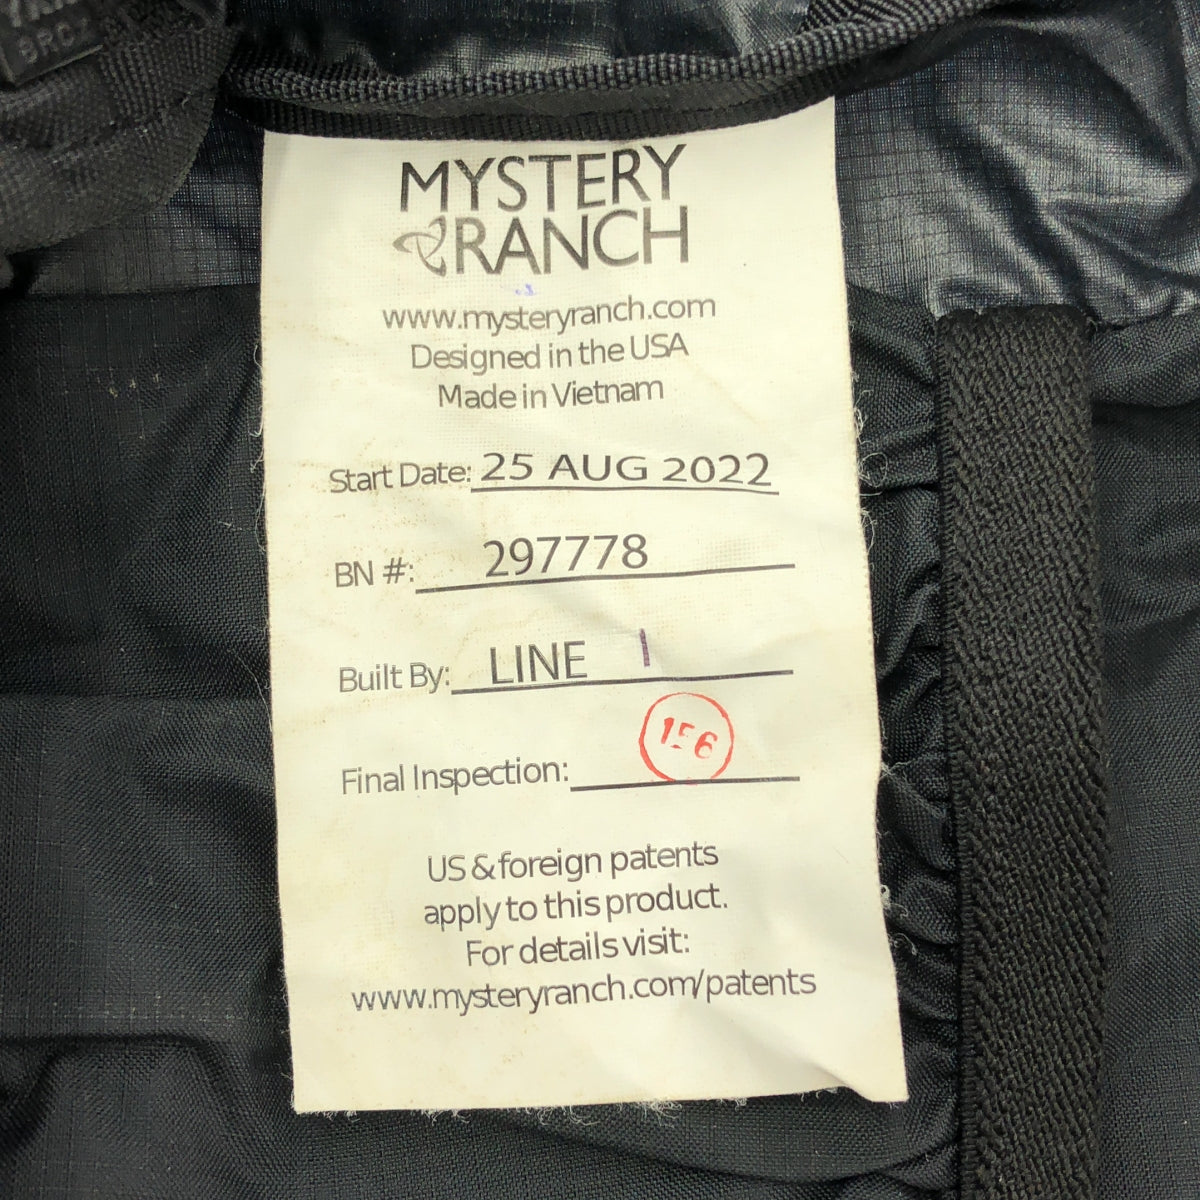 MYSTERY
RANCH
www.mysteryranch.com
Designed in the USA
Made in Vietnam
Start Date: 25 AUG 2022
BN #: 297778
Built By: LINE 1
156
Final Inspection:
US & foreign patents
apply to this product.
For details visit:
www.mysteryranch.com/patents